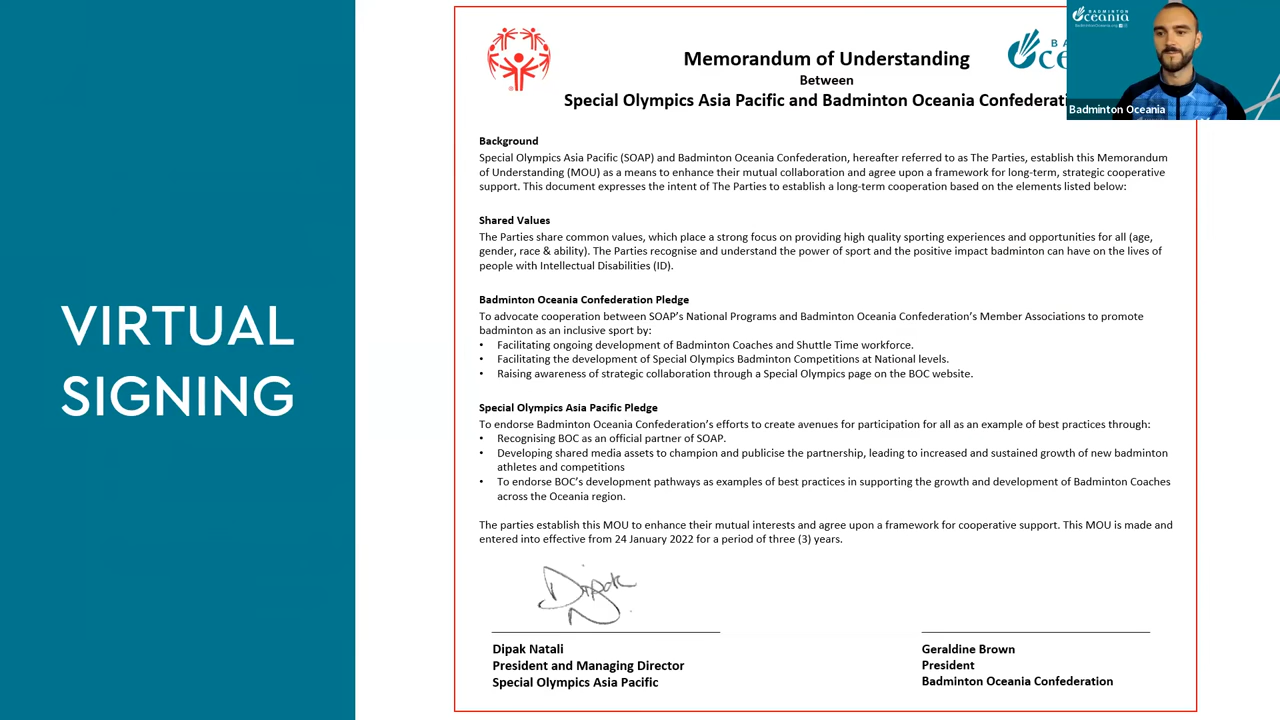 VIRTUAL
SIGNING
Memorandum of Understanding
Between
Special Olympics Asia Pacific and Badminton Oceania
BADMINTON
Oceania
BadmintonOceania.org
Badminton Oceania
Background
Special Olympics Asia Pacific (SOAP) and Badminton Oceania Confederation, hereafter referred to as The Parties, establish this Memorandum
of Understanding (MOU) as a means to enhance their mutual collaboration and agree upon a framework for long-term, strategic cooperative
support. This document expresses the intent of The Parties to establish a long-term cooperation based on the elements listed below:
Shared Values
The Parties share common values, which place a strong focus on providing high quality sporting experiences and opportunities for all (age,
gender, race & ability). The Parties recognise and understand the power of sport and the positive impact badminton can have on the lives of
people with Intellectual Disabilities (ID).
Badminton Oceania Confederation Pledge
To advocate cooperation between SOAP's National Programs and Badminton Oceania Confederation's Member Associations to promote
badminton as an inclusive sport by:
• Facilitating ongoing development of Badminton Coaches and Shuttle Time workforce.
• Facilitating the development of Special Olympics Badminton Competitions at National levels.
• Raising awareness of strategic collaboration through a Special Olympics page on the BOC website.
Special Olympics Asia Pacific Pledge
To endorse Badminton Oceania Confederation's efforts to create avenues for participation for all as an example of best practices through:
• Recognising BOC as an official partner of SOAP.
• Developing shared media assets to champion and publicise the partnership, leading to increased and sustained growth of new badminton
athletes and competitions
• To endorse BOC's development pathways as examples of best practices in supporting the growth and development of Badminton Coaches
across the Oceania region.
The parties establish this MOU to enhance their mutual interests and agree upon a framework for cooperative support. This MOU is made and
entered into effective from 24 January 2022 for a period of three (3) years.
Dipak
Dipak Natali
President and Managing Director
Special Olympics Asia Pacific
Geraldine Brown
President
Badminton Oceania Confederation